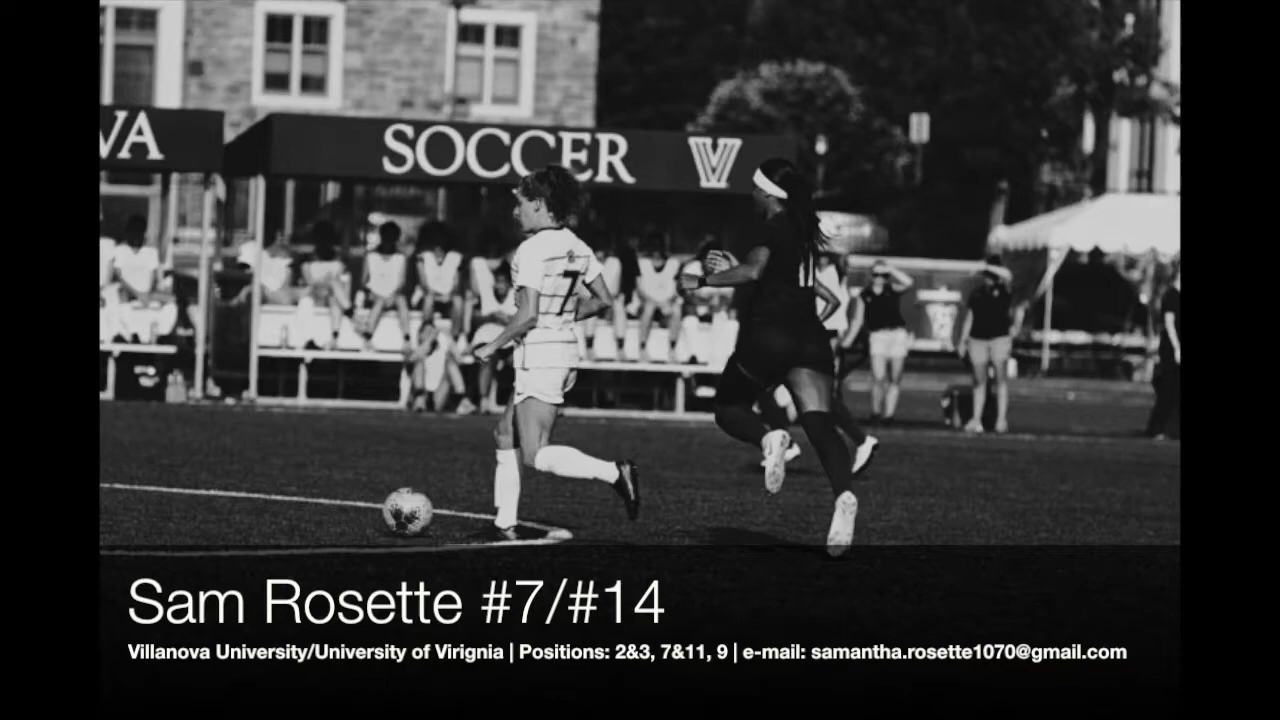 VA
SOCCER V
7
Sam Rosette #7/#14
Villanova University/University of Virignia | Positions: 2&3, 7&11, 9 | e-mail: samantha.rosette1070@gmail.com